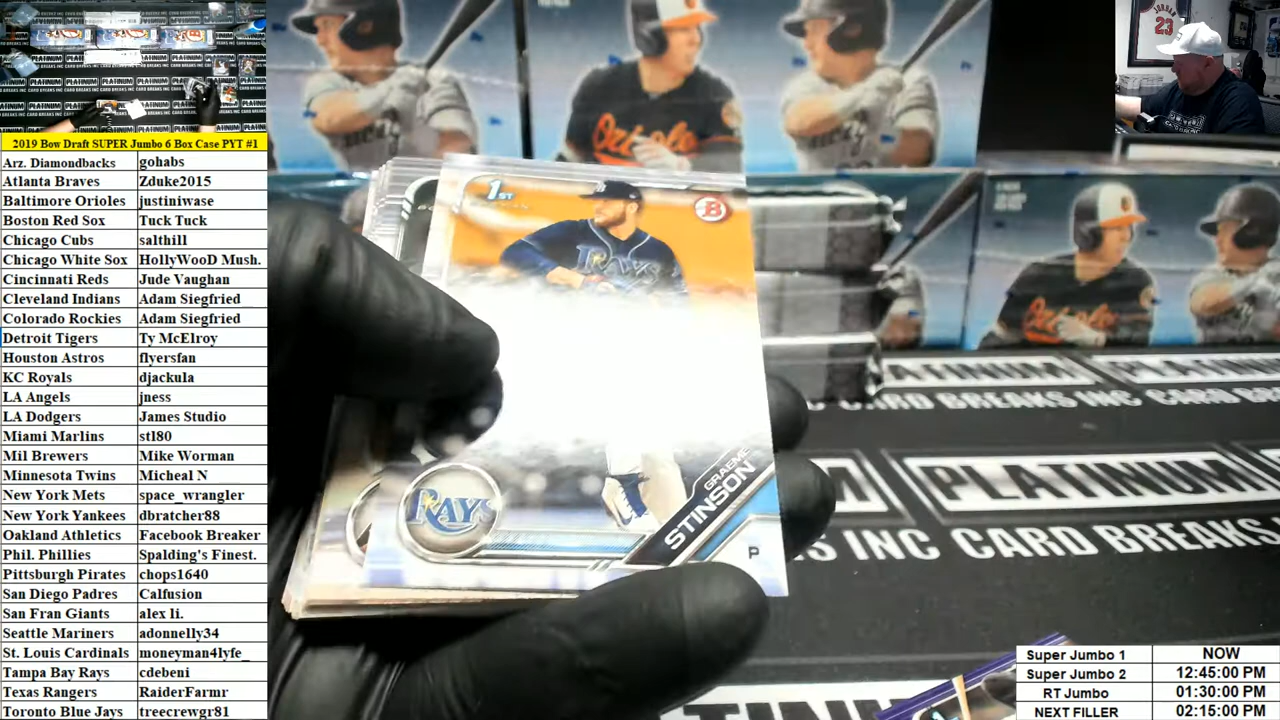 2019 Bow Draft SUPER Jumbo 6 Box Case PYT #1
Arz. Diamondbacks gohabs
Atlanta Braves Zduke2015
Baltimore Orioles justiniwase
Boston Red Sox Tuck Tuck
Chicago Cubs salthill
Chicago White Sox HollyWooD Mush.
Cincinnati Reds Jude Vaughan
Cleveland Indians Adam Siegfried
Colorado Rockies Adam Siegfried
Detroit Tigers Ty McElroy
Houston Astros flyersfan
KC Royals djackula
LA Angels jness
LA Dodgers James Studio
Miami Marlins stl80
Mil Brewers Mike Worman
Minnesota Twins Micheal N
New York Mets space_wrangler
New York Yankees dbratcher88
Oakland Athletics Facebook Breaker
Phil. Phillies Spalding's Finest.
Pittsburgh Pirates chops1640
San Diego Padres Calfusion
San Fran Giants alex li.
Seattle Mariners adonnelly34
St. Louis Cardinals moneyman4lyfe_
Tampa Bay Rays cdebeni
Texas Rangers RaiderFarmr
Toronto Blue Jays treecrewgr81
1ST
B
RAYS
RAYS
GRAEME
STINSON
P
Orioles
Orioles
23
PLATINUM
CARD BREAKS INC
PLATINUM
INC CARD BREAKS
Super Jumbo 1 NOW
Super Jumbo 2 12:45:00 PM
RT Jumbo 01:30:00 PM
NEXT FILLER 02:15:00 PM